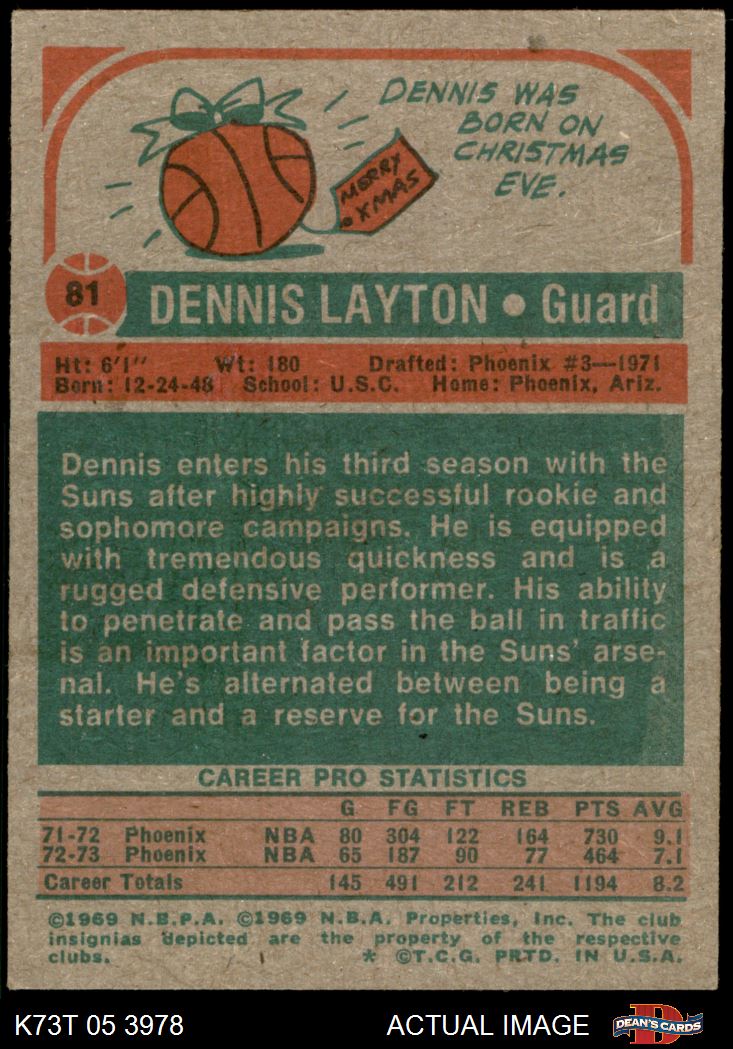 DENNIS WAS
BORN ON
CHRISTMAS
EVE.
MERRY
XMAS
81
DENNIS LAYTON • Guard
Ht: 6'1" Wt: 180 Drafted: Phoenix #3—1971
Born: 12-24-48 School: U.S.C. Home: Phoenix, Ariz.
Dennis enters his third season with the
Suns after highly successful rookie and
sophomore campaigns. He is equipped
with tremendous quickness and is a
rugged defensive performer. His ability
to penetrate and pass the ball in traffic
is an important factor in the Suns' arse-
nal. He's alternated between being a
starter and a reserve for the Suns.
CAREER PRO STATISTICS
G FG FT REB PTS AVG
71-72 Phoenix NBA 80 304 122 164 730 9.1
72-73 Phoenix NBA 65 187 90 77 464 7.1
Career Totals 145 491 212 241 1194 8.2
©1969 N.B.P.A. ©1969 N.B.A. Properties, Inc. The club
insignias depicted are the property of the respective
clubs. * ©T.C.G. PRTD. IN U.S.A.
K73T 05 3978 ACTUAL IMAGE
DEAN'S CARDS